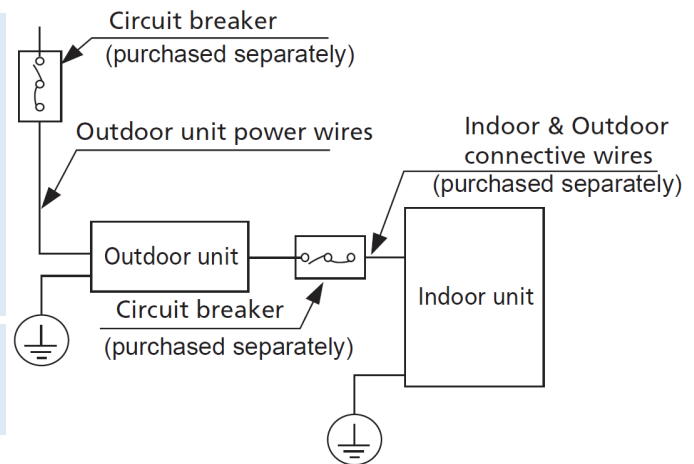 Circuit breaker
(purchased separately)
Outdoor unit power wires
Indoor & Outdoor
connective wires
(purchased separately)
Outdoor unit
Indoor unit
Circuit breaker
(purchased separately)